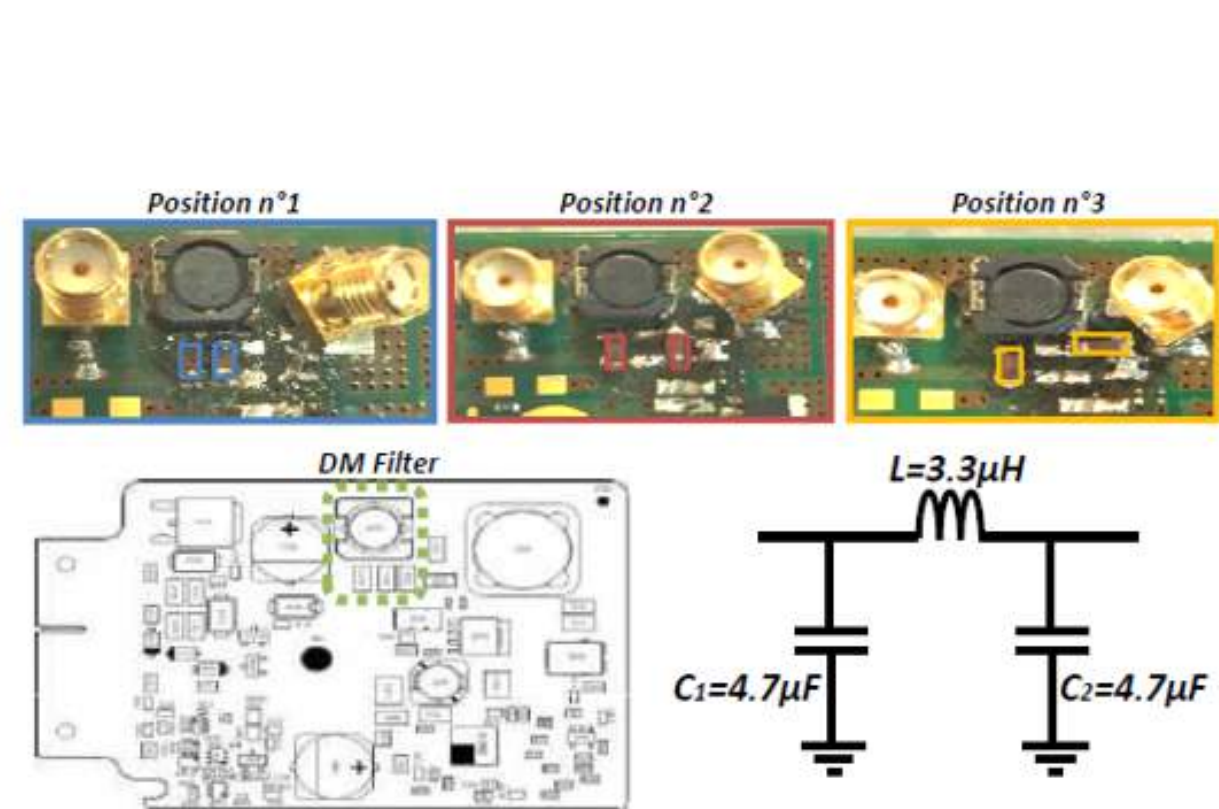 Position n°1
Position n°2
Position n°3
DM Filter
L=3.3μH
C1=4.7μF
C2=4.7μF